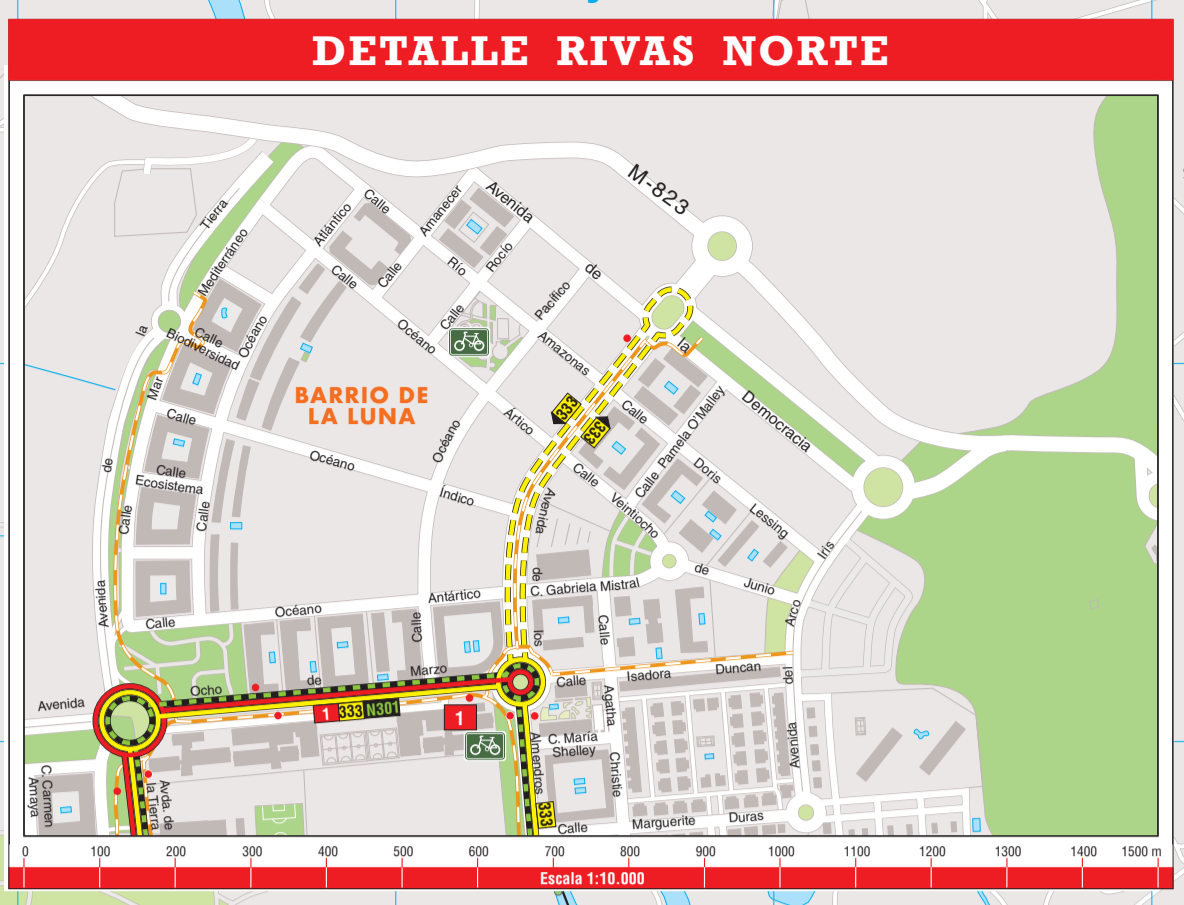 DETALLE RIVAS NORTE
M-823
Avenida
de
la
Democracia
Tierra
la
de
Avenida
Mediterráneo
Mar
Calle
Atlántico
Calle
Amanecer
Calle
Río
Rocío
Calle
Pacífico
Amazonas
Calle
Océano
Océano
Calle
Biodiversidad
BARRIO DE
LA LUNA
Ártico
Calle
Veintiocho
de
Junio
333
333
Calle
Pamela O'Malley
Calle
Doris
Lessing
Calle
Océano
Índico
Océano
Calle
Ecosistema
Calle
Avenida
de
los
Almendros
Iris
Arco
del
Avenida
C. Gabriela Mistral
Calle
Océano
Antártico
Calle
Calle
Agatha
Christie
Avenida
Ocho
de
Marzo
Calle
Isadora
Duncan
1
333
N301
1
C. María
Shelley
C. Carmen
Amaya
Avda. de
la Tierra
333
Calle
Marguerite
Duras
0 100 200 300 400 500 600 700 800 900 1000 1100 1200 1300 1400 1500 m
Escala 1:10.000